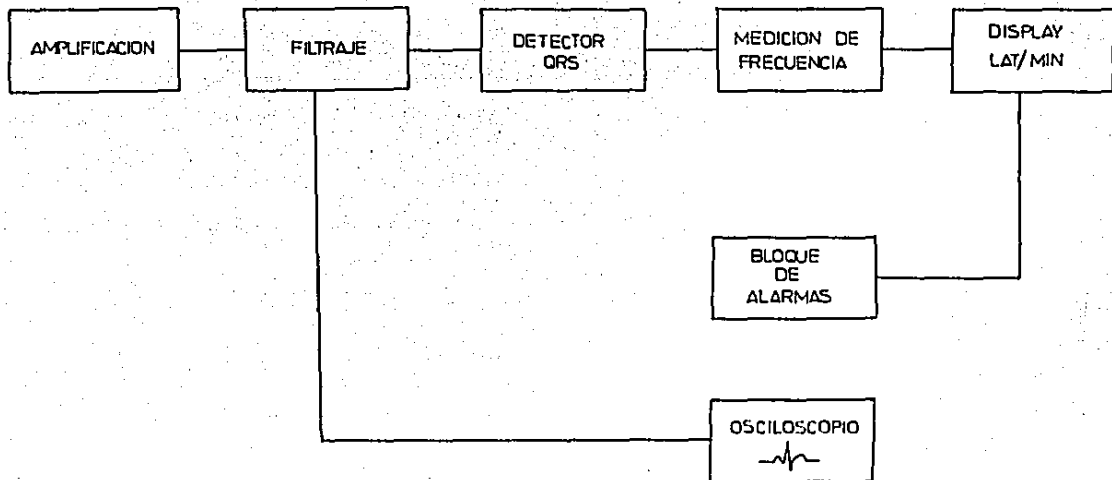 AMPLIFICACION
FILTRAJE
DETECTOR
QRS
MEDICION DE
FRECUENCIA
DISPLAY
LAT/MIN
BLOQUE
DE
ALARMAS
OSCILOSCOPIO